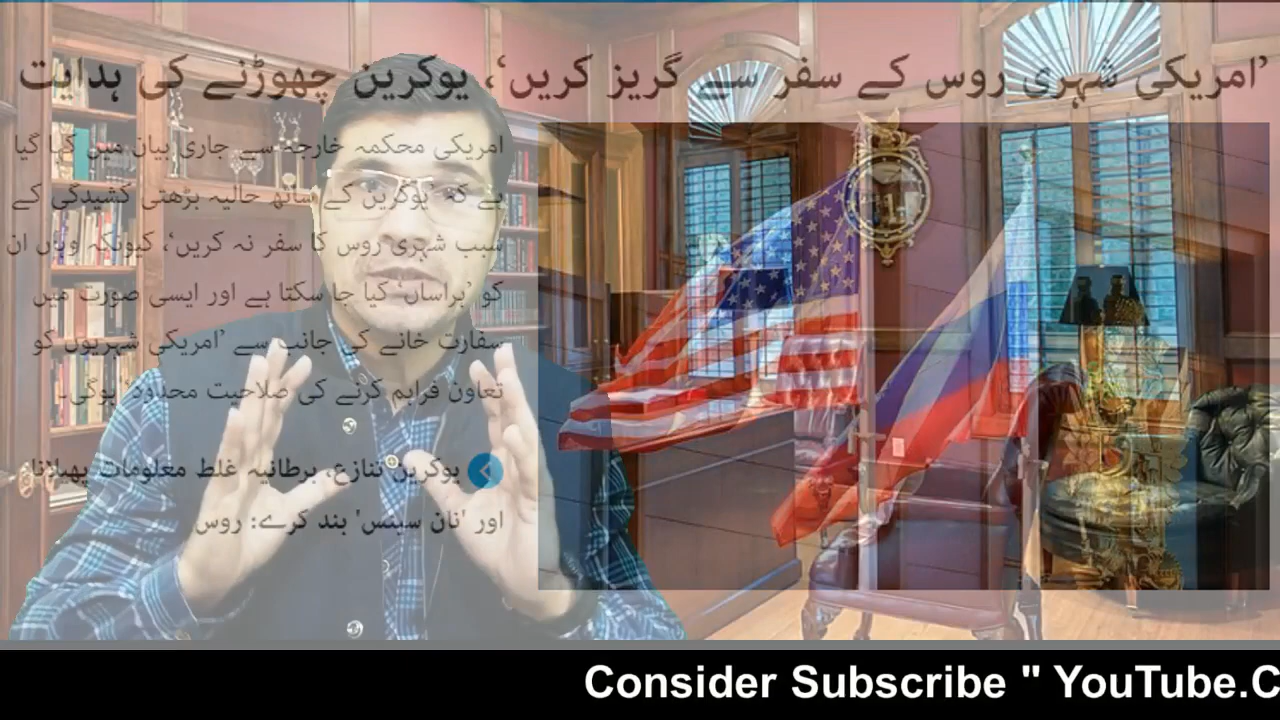 ’امریکی شہری روس کے سفر سے گریز کریں‘، یوکرین چھوڑنے کی ہدایت
امریکی محکمہ خارجہ سے جاری بیان میں کہا گیا
ہے کہ ’یوکرین کے ساتھ حالیہ بڑھتی کشیدگی کے
سبب شہری روس کا سفر نہ کریں‘، کیونکہ وہاں ان
کو ’ہراساں‘ کیا جا سکتا ہے اور ایسی صورت میں
سفارت خانے کی جانب سے ’امریکی شہریوں کو
تعاون فراہم کرنے کی صلاحیت محدود‘ ہوگی۔
یوکرین تنازع، برطانیہ غلط معلومات پھیلانا
اور 'نان سینس' بند کرے: روس
Consider Subscribe " YouTube.C